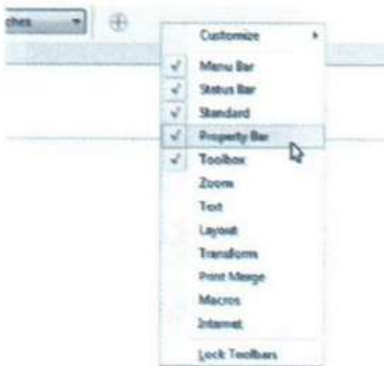 ches
Customize
Menu Bar
Status Bar
Standard
Property Bar
Toolbox
Zoom
Text
Layout
Transform
Print Merge
Macros
Internet
Lock Toolbars